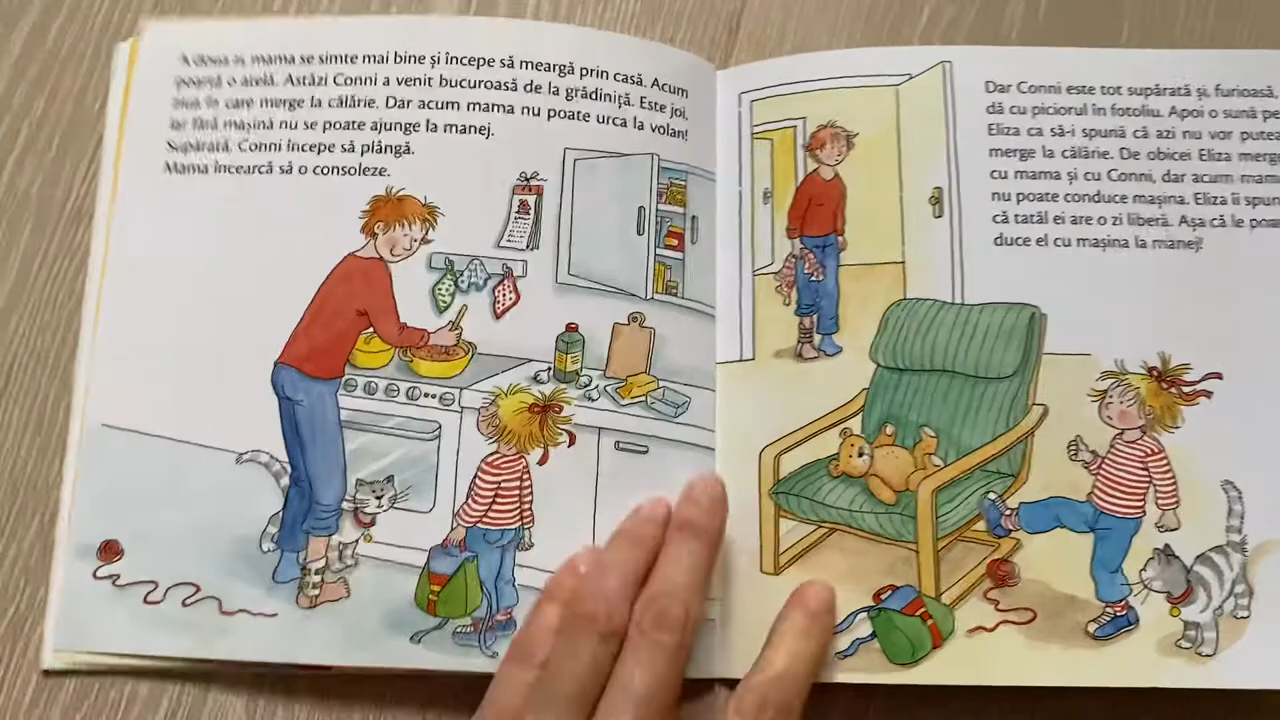 A doua zi, mama se simte mai bine și începe să meargă prin casă. Acum
poartă o atelă. Astăzi Conni a venit bucuroasă de la grădiniță. Este joi,
ziua în care merge la călărie. Dar acum mama nu poate urca la volan!
Iar fără mașină nu se poate ajunge la manej.
Supărată, Conni începe să plângă.
Mama încearcă să o consoleze.
Dar Conni este tot supărată și, furioasă,
dă cu piciorul în fotoliu. Apoi o sună pe
Eliza ca să-i spună că azi nu vor putea
merge la călărie. De obicei Eliza merge
cu mama și cu Conni, dar acum mama
nu poate conduce mașina. Eliza îi spune
că tatăl ei are o zi liberă. Așa că le poate
duce el cu mașina la manej!